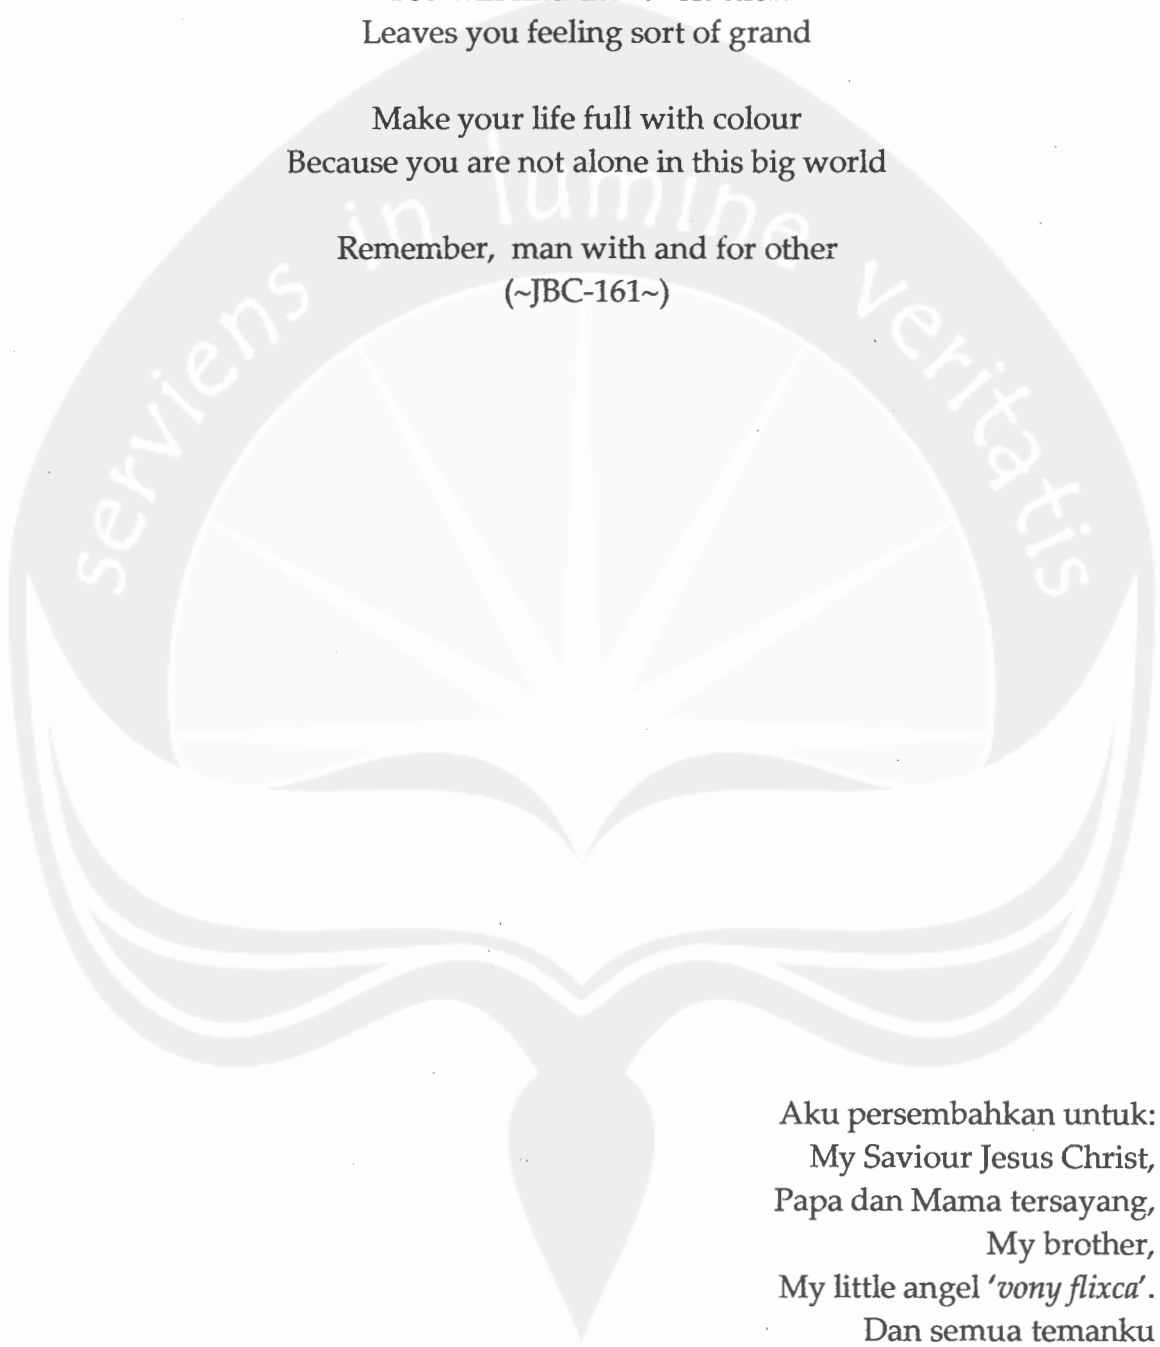 Leaves you feeling sort of grand
Make your life full with colour
Because you are not alone in this big world
Remember, man with and for other
(~JBC-161~)
serviens in lumine veritatis
Aku persembahkan untuk:
My Saviour Jesus Christ,
Papa dan Mama tersayang,
My brother,
My little angel 'vony flixca'.
Dan semua temanku